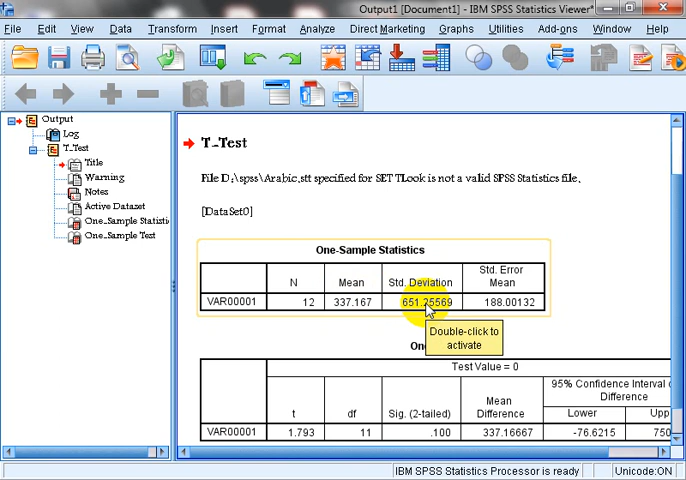 Output1 [Document1] - IBM SPSS Statistics Viewer*
File Edit View Data Transform Insert Format Analyze Direct Marketing Graphs Utilities Add-ons Window Help
Output
Log
T_Test
Title
Warning
Notes
Active Dataset
One_Sample Statisti
One_Sample Test
T-Test
File D:\spss\Arabic.stt specified for SET TLook is not a valid SPSS Statistics file.
[DataSet0]
One-Sample Statistics
N Mean Std. Deviation Std. Error Mean
VAR00001 12 337.167 651.25569 188.00132
Double-click to
activate
On
Test Value = 0
95% Confidence Interval
Difference
t df Sig. (2-tailed) Mean Difference Lower Upp
VAR00001 1.793 11 .100 337.16667 -76.6215 750
IBM SPSS Statistics Processor is ready Unicode:ON